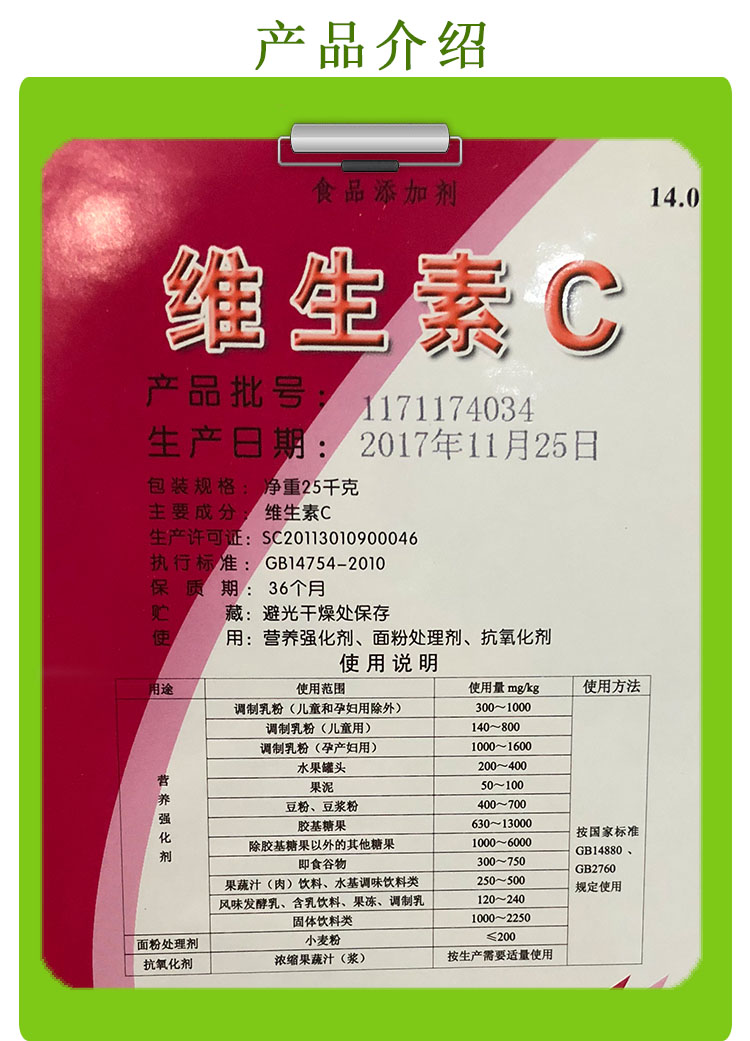 产品介绍
食品添加剂
14.0
维生素C
产品批号： 1171174034
生产日期： 2017年11月25日
包装规格： 净重25千克
主要成分： 维生素C
生产许可证： SC20113010900046
执行标准： GB14754-2010
保质期： 36个月
贮藏： 避光干燥处保存
使用： 营养强化剂、面粉处理剂、抗氧化剂
使用说明
用途 使用范围 使用量 mg/kg 使用方法
营养强化剂
调制乳粉（儿童和孕妇用除外） 300～1000
调制乳粉（儿童用） 140～800
调制乳粉（孕产妇用） 1000～1600
水果罐头 200～400
果泥 50～100
豆粉、豆浆粉 400～700
胶基糖果 630～13000
除胶基糖果以外的其他糖果 1000～6000
即食谷物 300～750
果蔬汁（肉）饮料、水基调味饮料类 250～500
风味发酵乳、含乳饮料、果冻、调制乳 120～240
固体饮料类 1000～2250
面粉处理剂 小麦粉 ≤200
抗氧化剂 浓缩果蔬汁（浆） 按生产需要适量使用
按国家标准
GB14880 、
GB2760
规定使用